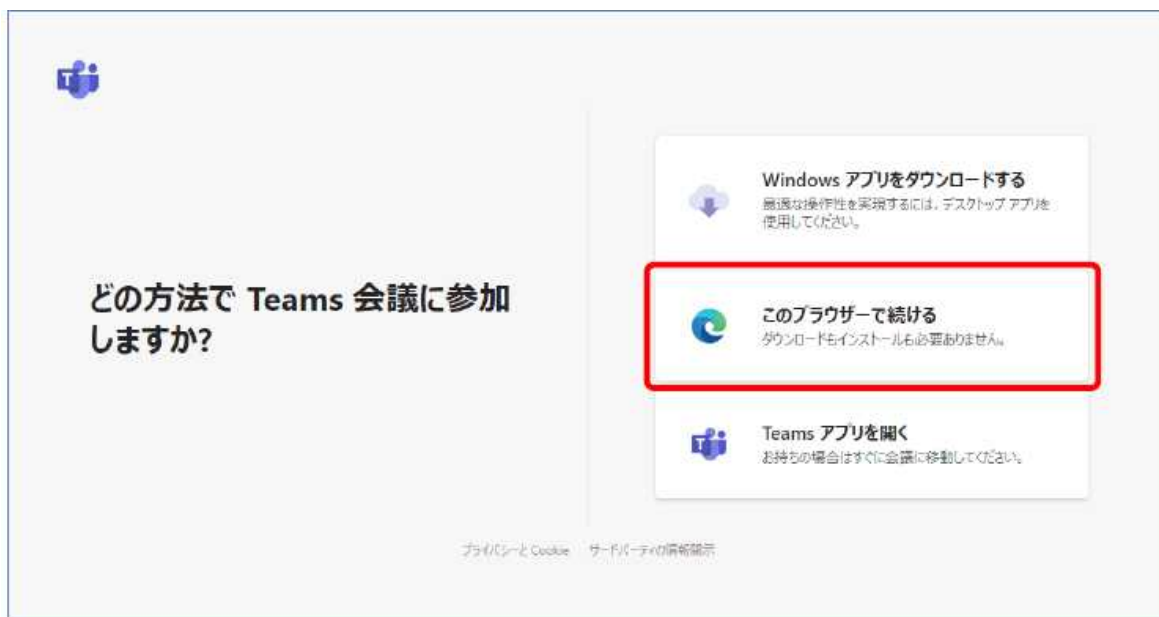 どの方法で Teams 会議に参加
しますか?
Windows アプリをダウンロードする
最適な操作性を実現するには、デスクトップ アプリを
使用してください。
このブラウザーで続ける
ダウンロードもインストールも必要ありません。
Teams アプリを開く
お持ちの場合はすぐに会議に移動してください。
プライバシーと Cookie サードパーティの情報開示